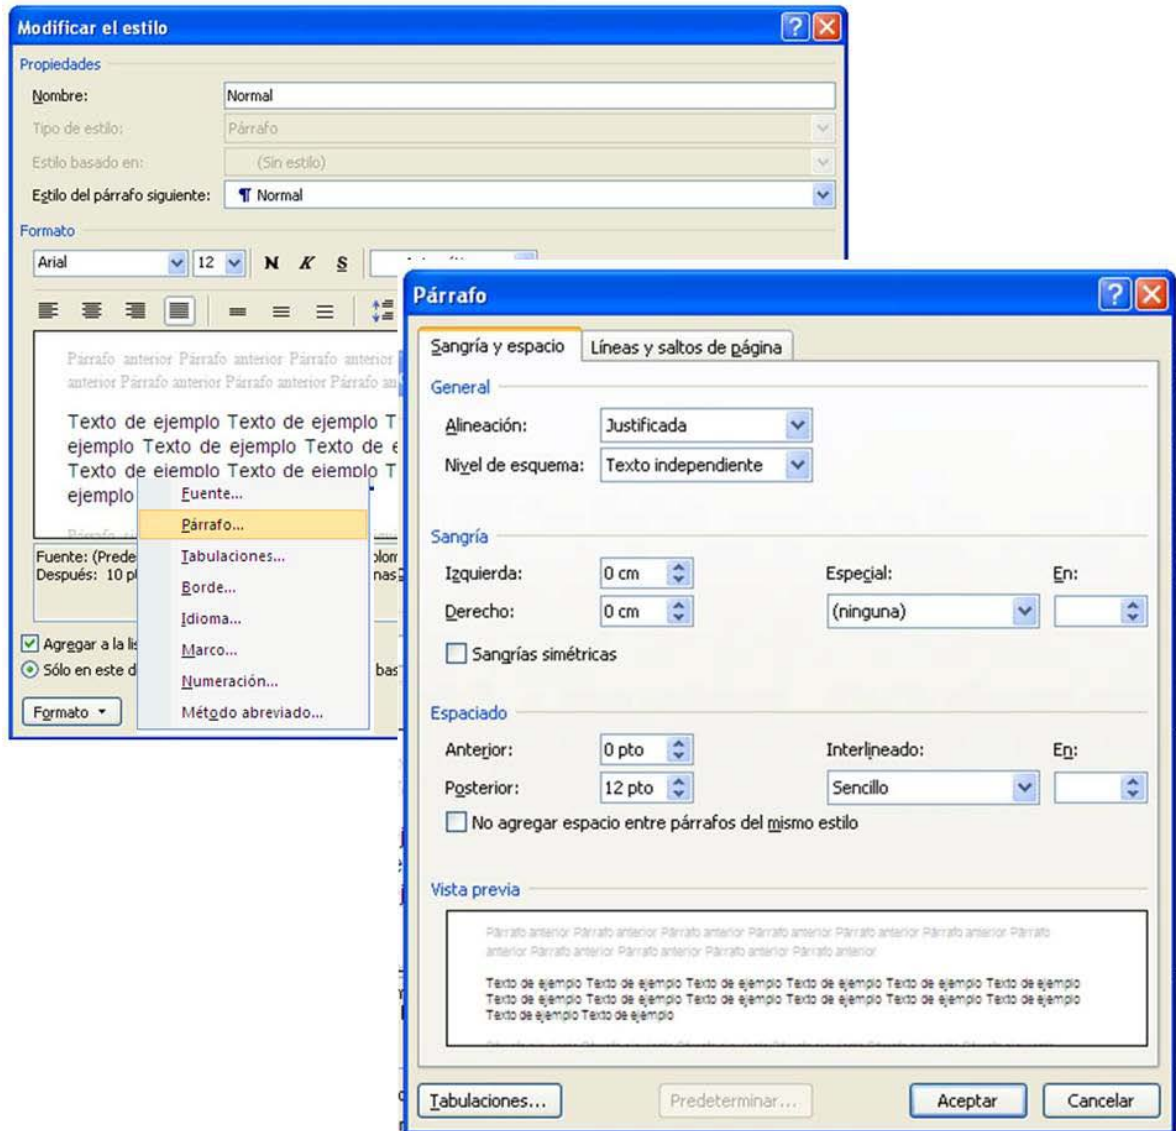 Modificar el estilo
Propiedades
Nombre: Normal
Tipo de estilo: Párrafo
Estilo basado en: (Sin estilo)
Estilo del párrafo siguiente: ¶ Normal
Formato
Arial 12 N K S
Párrafo anterior Párrafo anterior Párrafo anterior
anterior Párrafo anterior Párrafo anterior Párrafo an
Texto de ejemplo Texto de ejemplo T
ejemplo Texto de ejemplo Texto de e
Texto de ejemplo Texto de ejemplo T
ejemplo
Fuente: (Prede
Después: 10 p
Agregar a la lis
Sólo en este d bas
Formato
Fuente...
Párrafo...
Tabulaciones...
Borde...
Idioma...
Marco...
Numeración...
Método abreviado...
Párrafo
Sangría y espacio Líneas y saltos de página
General
Alineación: Justificada
Nivel de esquema: Texto independiente
Sangría
Izquierda: 0 cm Especial: En:
Derecho: 0 cm (ninguna)
Sangrías simétricas
Espaciado
Anterior: 0 pto Interlineado: En:
Posterior: 12 pto Sencillo
No agregar espacio entre párrafos del mismo estilo
Vista previa
Párrafo anterior Párrafo anterior Párrafo anterior Párrafo anterior Párrafo anterior Párrafo anterior Párrafo
anterior Párrafo anterior Párrafo anterior Párrafo anterior Párrafo anterior
Texto de ejemplo Texto de ejemplo Texto de ejemplo Texto de ejemplo Texto de ejemplo Texto de ejemplo
Texto de ejemplo Texto de ejemplo Texto de ejemplo Texto de ejemplo Texto de ejemplo Texto de ejemplo
Texto de ejemplo Texto de ejemplo
Tabulaciones... Predeterminar... Aceptar Cancelar